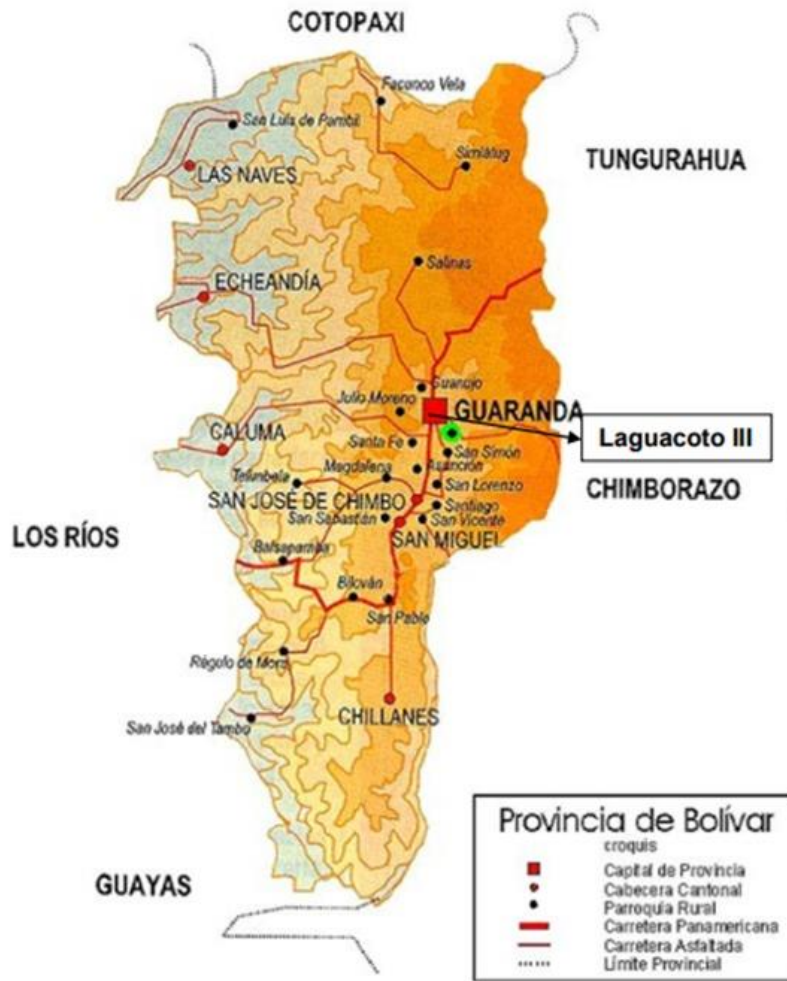 COTOPAXI
Facunco Vela
San Luis de Pambil
Simiátug
TUNGURAHUA
LAS NAVES
Salinas
ECHEANDÍA
Guanujo
Julio Moreno
GUARANDA
CALUMA
Santa Fe
Laguacoto III
San Simón
Magdalena
Asunción
Telimbela
San Lorenzo
CHIMBORAZO
SAN JOSÉ DE CHIMBO
Santiago
San Sebastián
San Vicente
LOS RÍOS
SAN MIGUEL
Balsapamba
Bilován
San Pablo
Régulo de Mora
CHILLANES
San José del Tambo
GUAYAS
Provincia de Bolívar
croquis
Capital de Provincia
Cabecera Cantonal
Parroquia Rural
Carretera Panamericana
Carretera Asfaltada
Límite Provincial